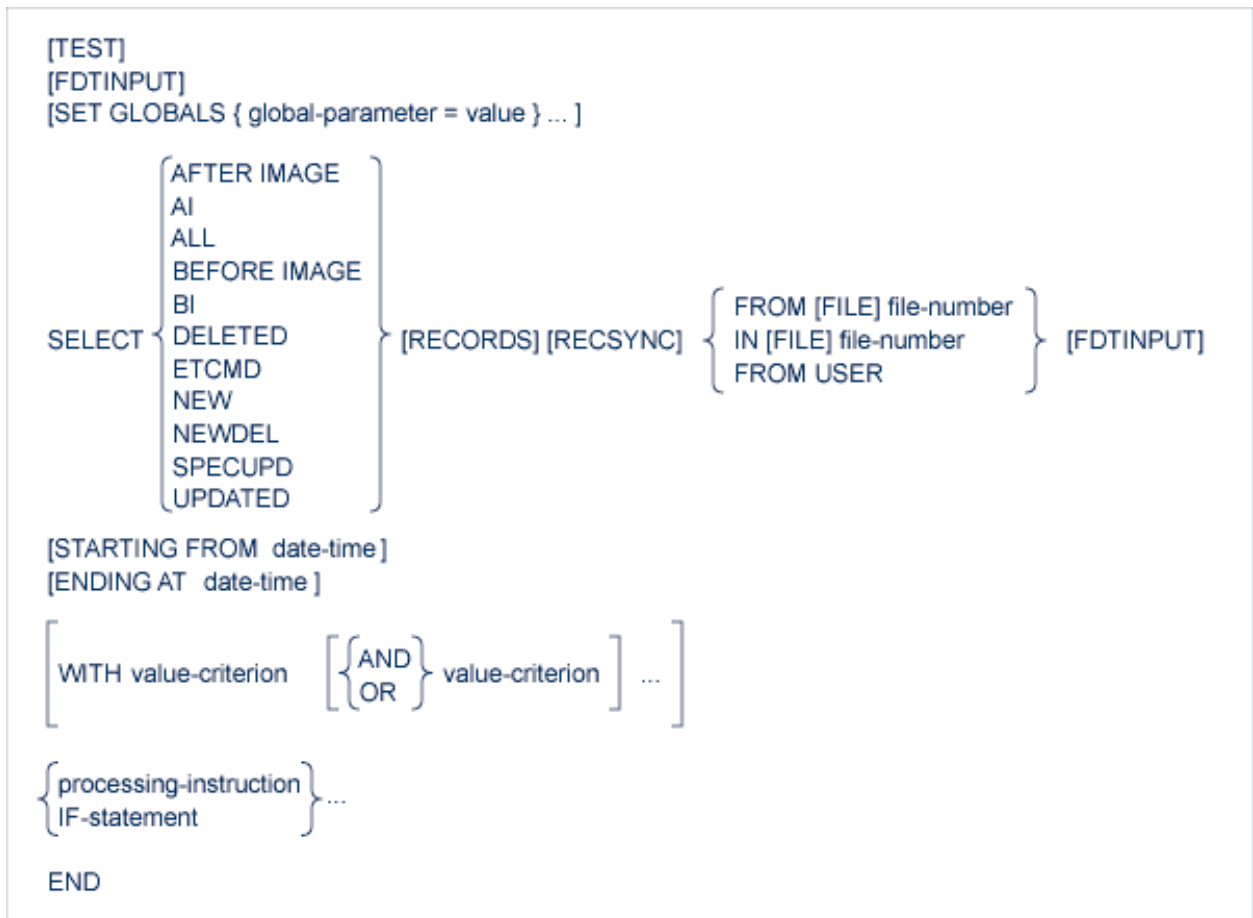 [TEST]
[FDTINPUT]
[SET GLOBALS { global-parameter = value } ... ]
SELECT
AFTER IMAGE
AI
ALL
BEFORE IMAGE
BI
DELETED
ETCMD
NEW
NEWDEL
SPECUPD
UPDATED
[RECORDS] [RECSYNC]
FROM [FILE] file-number
IN [FILE] file-number
FROM USER
[FDTINPUT]
[STARTING FROM date-time ]
[ENDING AT date-time ]
WITH value-criterion
AND
OR
value-criterion
...
processing-instruction
IF-statement
...
END